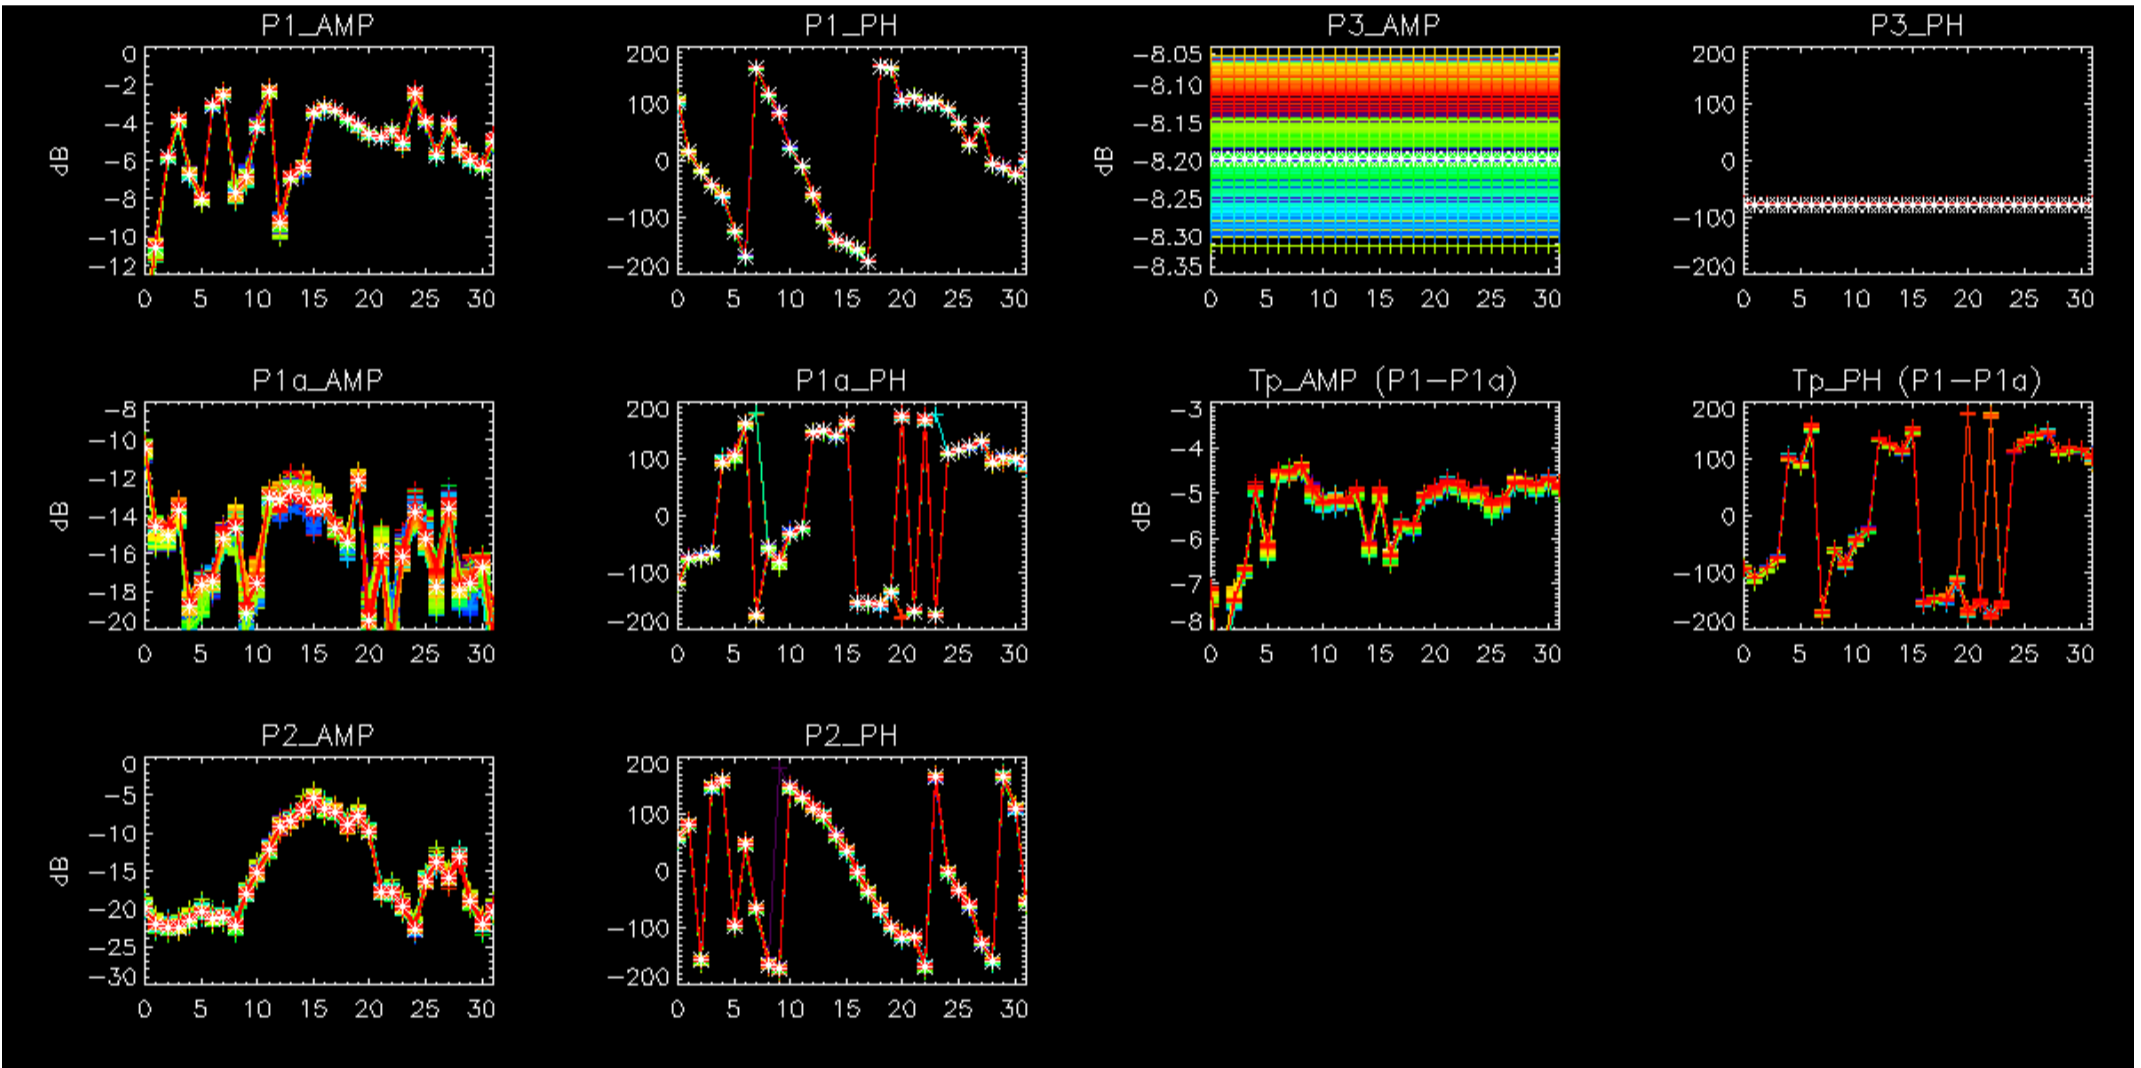 P1_AMP P1_PH P3_AMP P3_PH
0 200 −8.05 200
−2 −8.10
−4 100 −8.15 100
dB −6 0 dB −8.20 0
−8 −8.25
−10 −100 −8.30 −100
−12 −200 −8.35 −200
0 5 10 15 20 25 30 0 5 10 15 20 25 30 0 5 10 15 20 25 30 0 5 10 15 20 25 30
P1a_AMP P1a_PH Tp_AMP (P1−P1a) Tp_PH (P1−P1a)
−8 200 −3 200
−10 100 −4 100
−12
dB −14 0 dB −5 0
−16 −6
−18 −100 −7 −100
−20 −200 −8 −200
0 5 10 15 20 25 30 0 5 10 15 20 25 30 0 5 10 15 20 25 30 0 5 10 15 20 25 30
P2_AMP P2_PH
0 200
−5 100
−10
dB −15 0
−20
−25 −100
−30 −200
0 5 10 15 20 25 30 0 5 10 15 20 25 30